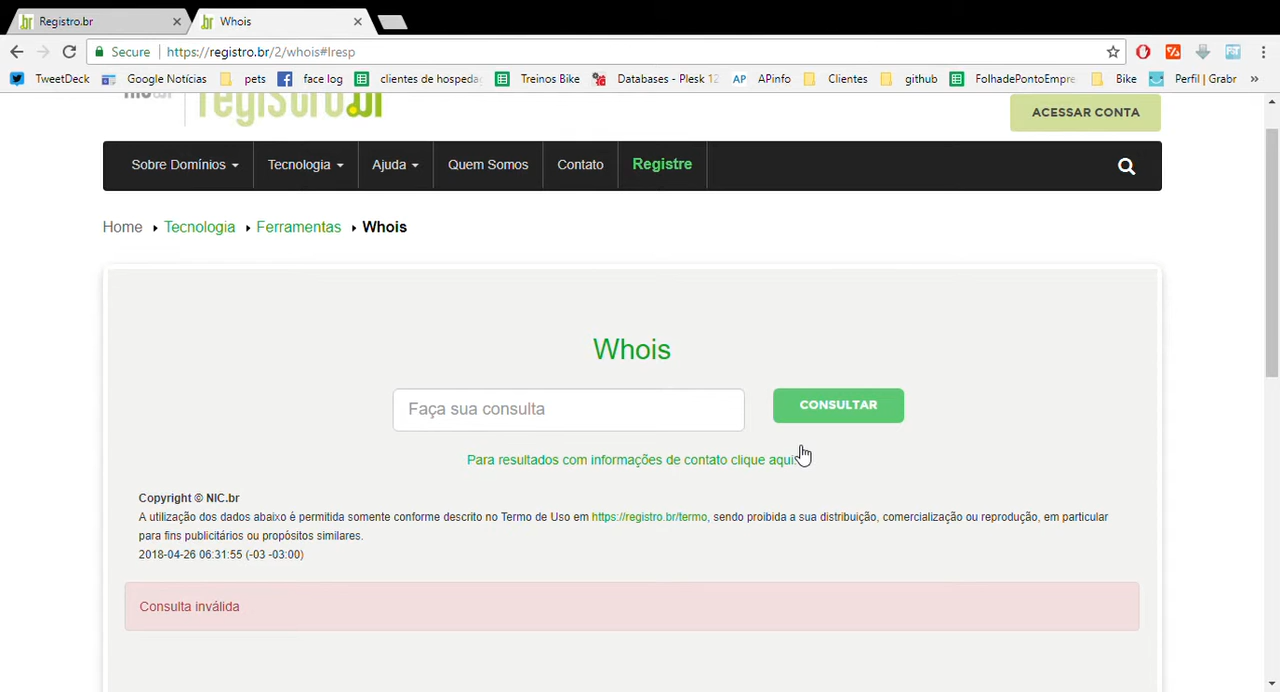 Registro.br
Whois
Secure
https://registro.br/2/whois#lresp
TweetDeck
Google Notícias
pets
face log
clientes de hospeda
Treinos Bike
Databases - Plesk 12
AP
APinfo
Clientes
github
FolhadePontoEmpre
Bike
Perfil | Grabr
»
registro.br
ACESSAR CONTA
Sobre Domínios
Tecnologia
Ajuda
Quem Somos
Contato
Registre
Home
Tecnologia
Ferramentas
Whois
Whois
Faça sua consulta
CONSULTAR
Para resultados com informações de contato clique aqui.
Copyright © NIC.br
A utilização dos dados abaixo é permitida somente conforme descrito no Termo de Uso em https://registro.br/termo, sendo proibida a sua distribuição, comercialização ou reprodução, em particular
para fins publicitários ou propósitos similares.
2018-04-26 06:31:55 (-03 -03:00)
Consulta inválida